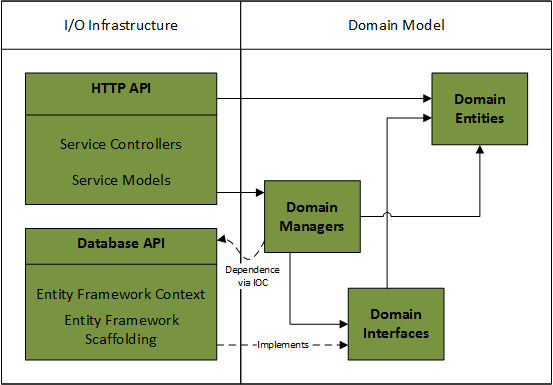 I/O Infrastructure
Domain Model
HTTP API
Service Controllers
Service Models
Domain
Entities
Domain
Managers
Database API
Entity Framework Context
Entity Framework
Scaffolding
Dependence
via IOC
Implements
Domain
Interfaces